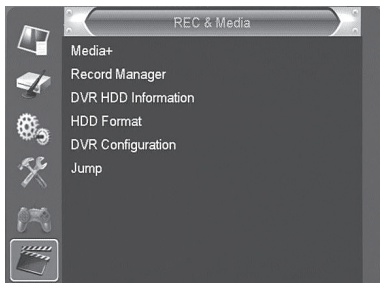 REC & Media
Media+
Record Manager
DVR HDD Information
HDD Format
DVR Configuration
Jump